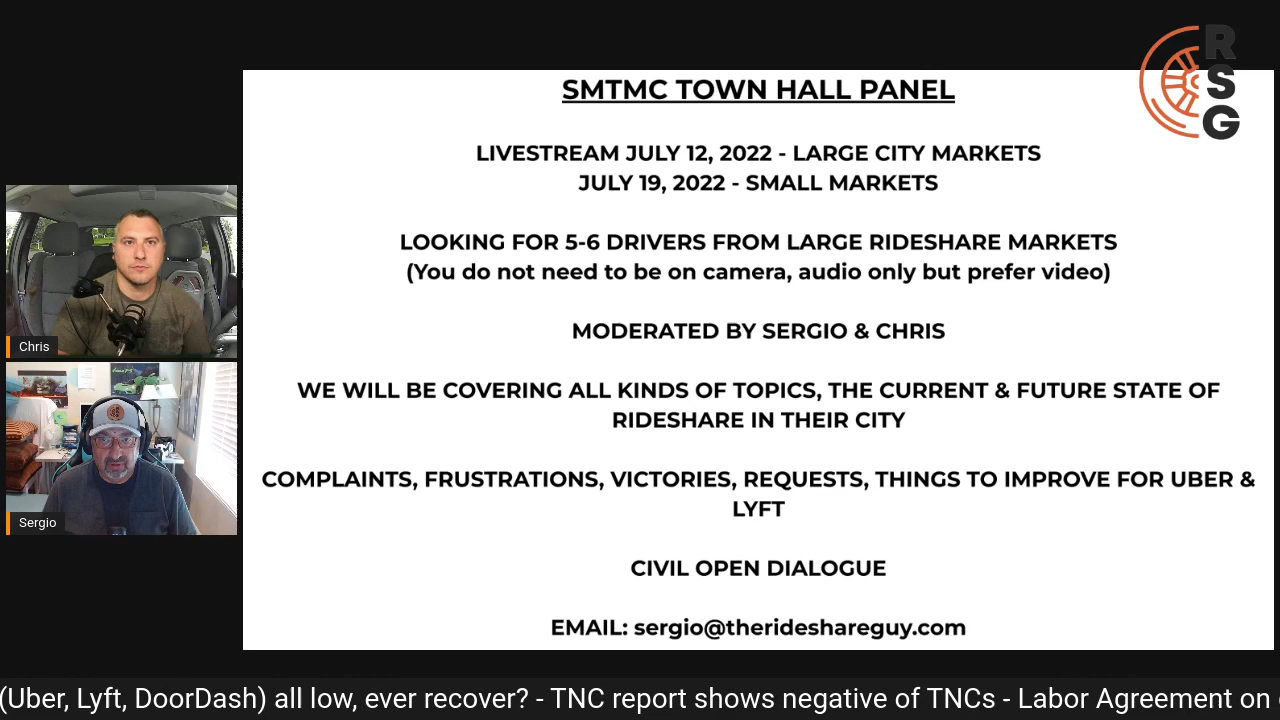 RSG
SMTMC TOWN HALL PANEL
LIVESTREAM JULY 12, 2022 - LARGE CITY MARKETS
JULY 19, 2022 - SMALL MARKETS
LOOKING FOR 5-6 DRIVERS FROM LARGE RIDESHARE MARKETS
(You do not need to be on camera, audio only but prefer video)
MODERATED BY SERGIO & CHRIS
WE WILL BE COVERING ALL KINDS OF TOPICS, THE CURRENT & FUTURE STATE OF
RIDESHARE IN THEIR CITY
COMPLAINTS, FRUSTRATIONS, VICTORIES, REQUESTS, THINGS TO IMPROVE FOR UBER &
LYFT
CIVIL OPEN DIALOGUE
EMAIL: sergio@therideshareguy.com
Chris
Sergio
(Uber, Lyft, DoorDash) all low, ever recover? - TNC report shows negative of TNCs - Labor Agreement on